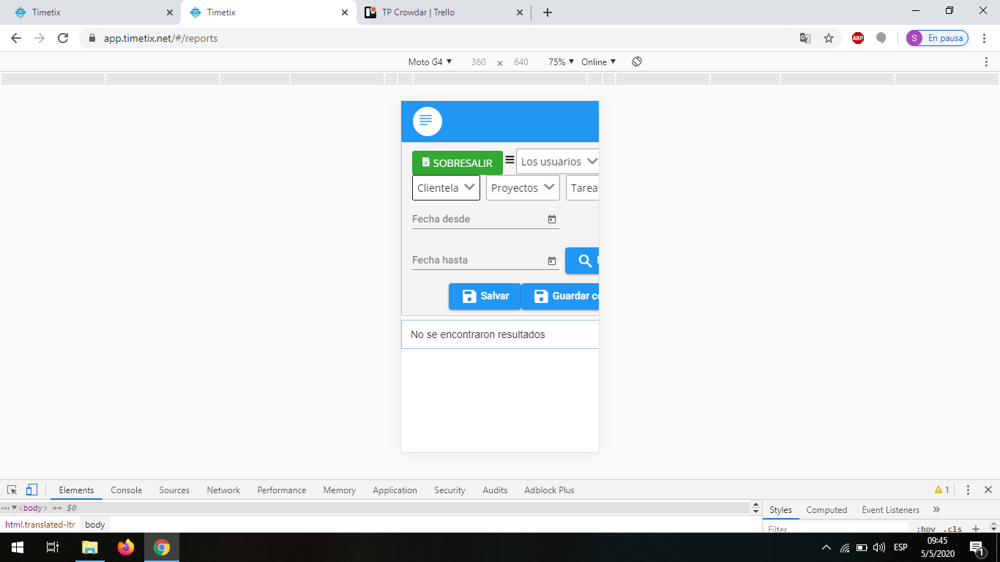 Timetix
Timetix
TP Crowdar | Trello
app.timetix.net/#/reports
ABP
S
En pausa
Moto G4 ▼ 360 × 640 75% ▼ Online ▼
SOBRESALIR
Los usuarios
Clientela
Proyectos
Tarea
Fecha desde
Fecha hasta
Salvar
Guardar co
No se encontraron resultados
Elements Console Sources Network Performance Memory Application Security Audits Adblock Plus
1
<body> == $0
Styles Computed Event Listeners »
html.translated-ltr body
Filter :hov .cls +
ESP
09:45
5/5/2020
1